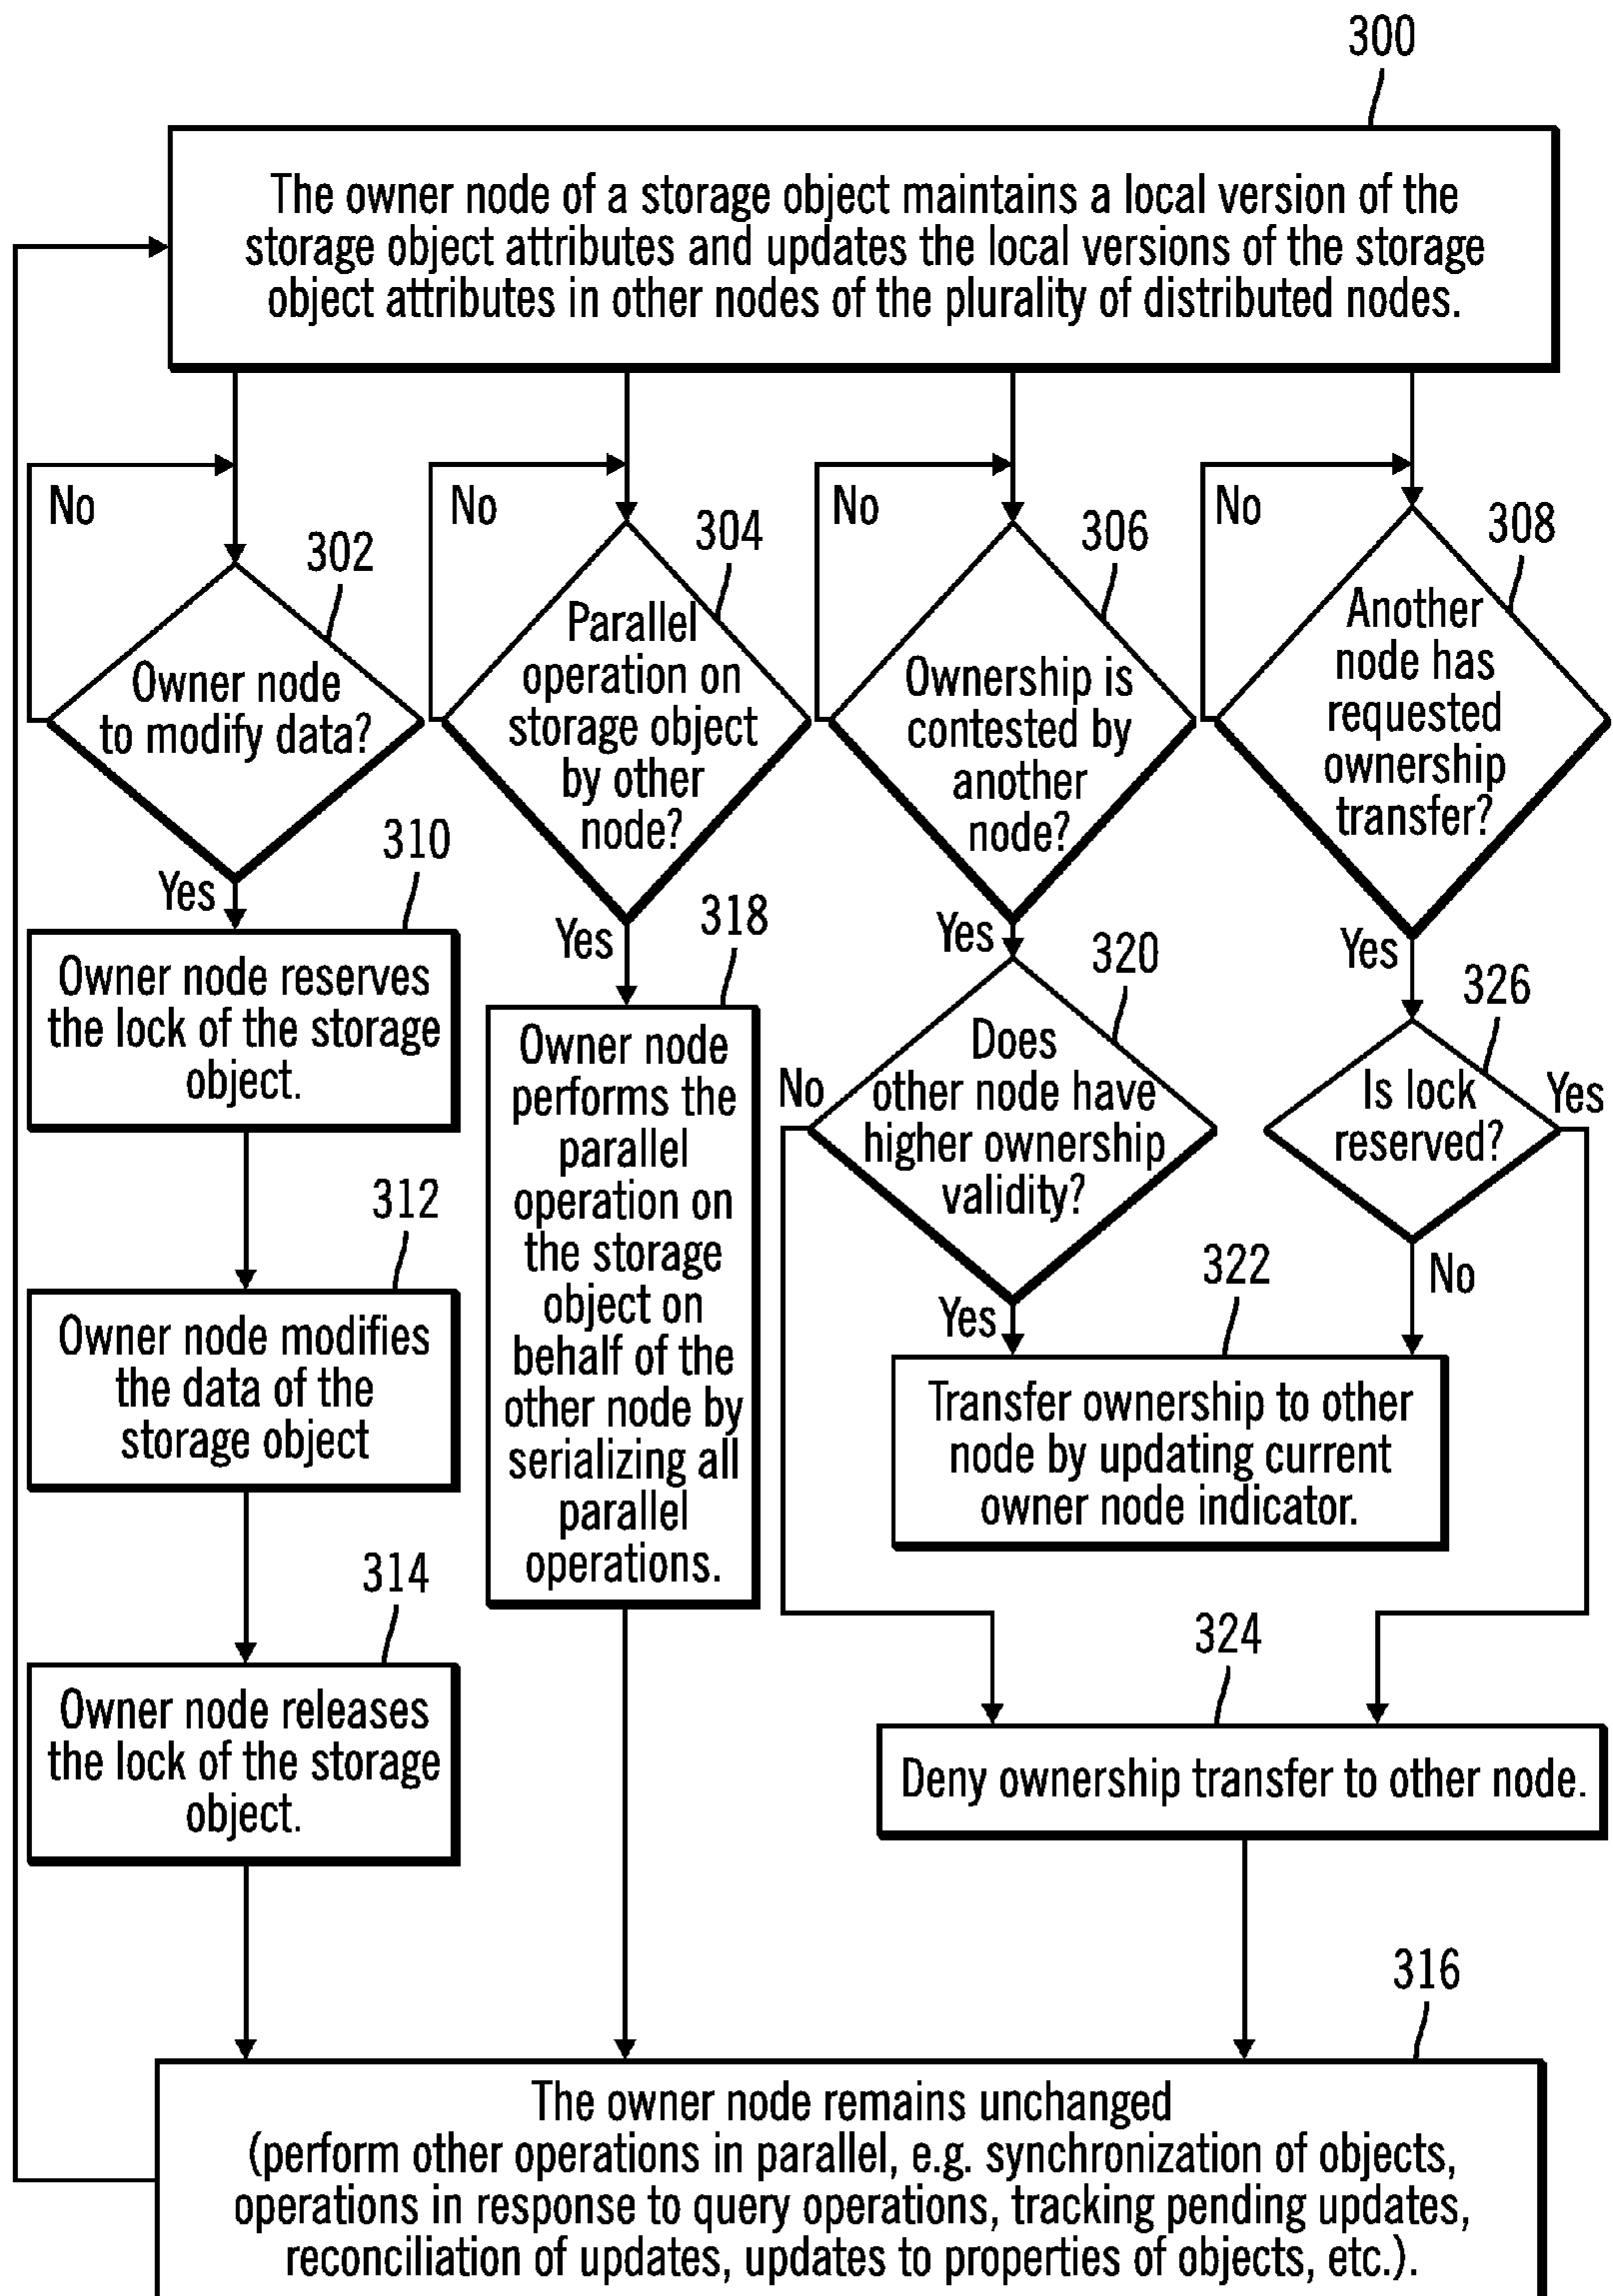 300
The owner node of a storage object maintains a local version of the
storage object attributes and updates the local versions of the storage
object attributes in other nodes of the plurality of distributed nodes.
No
302
Owner node
to modify data?
Yes
No
304
Parallel
operation on
storage object
by other
node?
Yes
No
306
Ownership is
contested by
another
node?
Yes
No
308
Another
node has
requested
ownership
transfer?
Yes
310
Owner node reserves
the lock of the storage
object.
312
Owner node modifies
the data of the
storage object
314
Owner node releases
the lock of the storage
object.
318
Owner node
performs the
parallel
operation on
the storage
object on
behalf of the
other node by
serializing all
parallel
operations.
320
No
Does
other node have
higher ownership
validity?
Yes
326
Is lock
reserved?
Yes
No
322
Transfer ownership to other
node by updating current
owner node indicator.
324
Deny ownership transfer to other node.
316
The owner node remains unchanged
(perform other operations in parallel, e.g. synchronization of objects,
operations in response to query operations, tracking pending updates,
reconciliation of updates, updates to properties of objects, etc.).